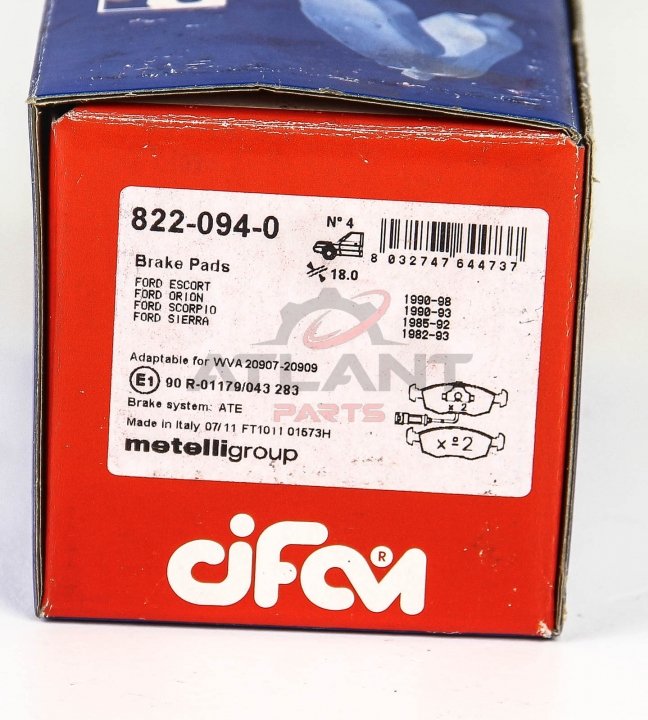 822-094-0
N° 4
18.0
8 032747 644737
Brake Pads
FORD ESCORT 1990-98
FORD ORION 1990-93
FORD SCORPIO 1985-92
FORD SIERRA 1982-93
ATLANT
PARTS
Adaptable for WVA 20907-20909
E1 90 R-01179/043 283
Brake system: ATE
Made in Italy 07/11 FT1011 01573H
metelligroup
x 2
x º 2
CIFAM ®